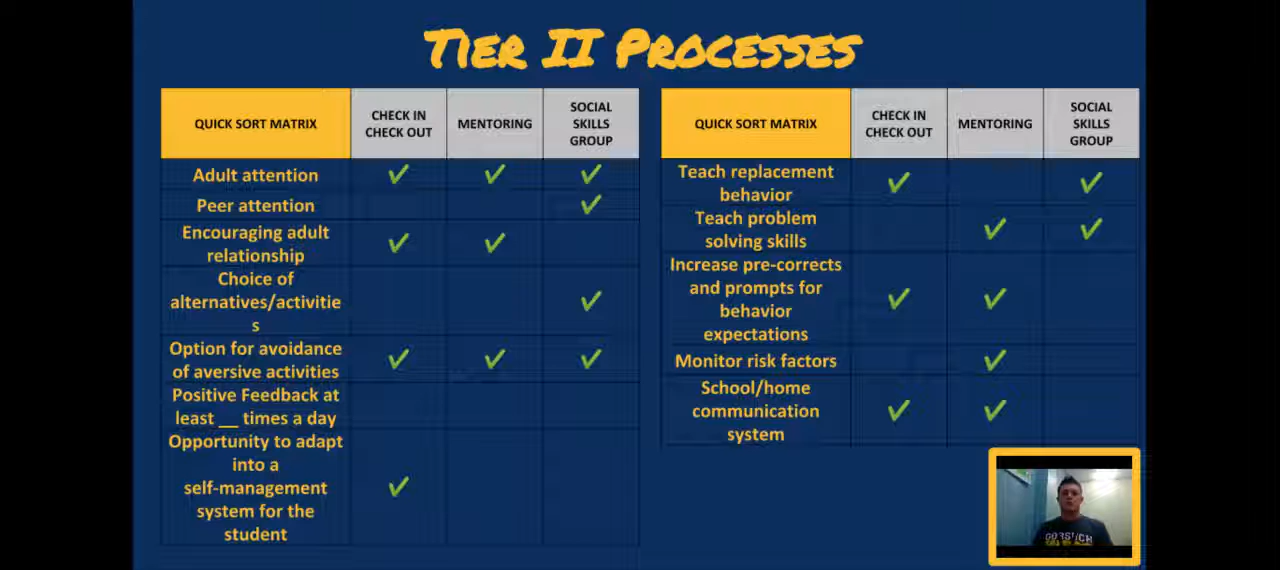 Tier II Processes
QUICK SORT MATRIX
CHECK IN
CHECK OUT
MENTORING
SOCIAL
SKILLS
GROUP
Adult attention
Peer attention
Encouraging adult
relationship
Choice of
alternatives/activitie
s
Option for avoidance
of aversive activities
Positive Feedback at
least __ times a day
Opportunity to adapt
into a
self-management
system for the
student
QUICK SORT MATRIX
CHECK IN
CHECK OUT
MENTORING
SOCIAL
SKILLS
GROUP
Teach replacement
behavior
Teach problem
solving skills
Increase pre-corrects
and prompts for
behavior
expectations
Monitor risk factors
School/home
communication
system
GORSUCH